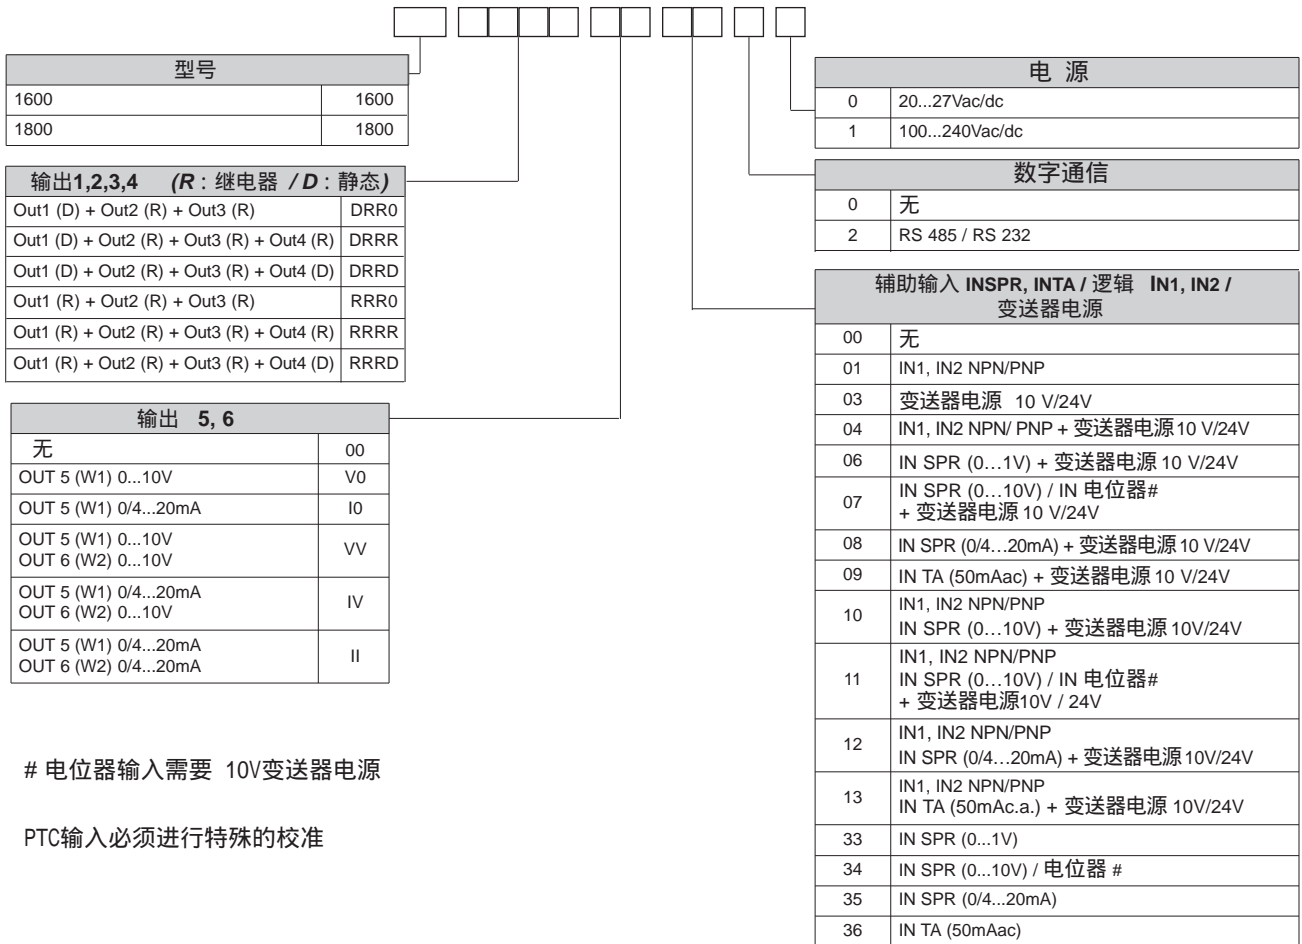 型号
1600 1600
1800 1800
输出1,2,3,4 (R : 继电器 / D : 静态)
Out1 (D) + Out2 (R) + Out3 (R) DRR0
Out1 (D) + Out2 (R) + Out3 (R) + Out4 (R) DRRR
Out1 (D) + Out2 (R) + Out3 (R) + Out4 (D) DRRD
Out1 (R) + Out2 (R) + Out3 (R) RRR0
Out1 (R) + Out2 (R) + Out3 (R) + Out4 (R) RRRR
Out1 (R) + Out2 (R) + Out3 (R) + Out4 (D) RRRD
输出 5, 6
无 00
OUT 5 (W1) 0...10V V0
OUT 5 (W1) 0/4...20mA I0
OUT 5 (W1) 0...10V
OUT 6 (W2) 0...10V VV
OUT 5 (W1) 0/4...20mA
OUT 6 (W2) 0...10V IV
OUT 5 (W1) 0/4...20mA
OUT 6 (W2) 0/4...20mA II
# 电位器输入需要 10V变送器电源
PTC输入必须进行特殊的校准
电 源
0 20...27Vac/dc
1 100...240Vac/dc
数字通信
0 无
2 RS 485 / RS 232
辅助输入 INSPR, INTA / 逻辑 IN1, IN2 /
变送器电源
00 无
01 IN1, IN2 NPN/PNP
03 变送器电源 10 V/24V
04 IN1, IN2 NPN/ PNP + 变送器电源10 V/24V
06 IN SPR (0…1V) + 变送器电源 10 V/24V
07 IN SPR (0…10V) / IN 电位器#
+ 变送器电源 10 V/24V
08 IN SPR (0/4…20mA) + 变送器电源 10 V/24V
09 IN TA (50mAac) + 变送器电源 10 V/24V
10 IN1, IN2 NPN/PNP
IN SPR (0…10V) + 变送器电源 10V/24V
11 IN1, IN2 NPN/PNP
IN SPR (0…10V) / IN 电位器#
+ 变送器电源10V / 24V
12 IN1, IN2 NPN/PNP
IN SPR (0/4…20mA) + 变送器电源 10V/24V
13 IN1, IN2 NPN/PNP
IN TA (50mAc.a.) + 变送器电源 10V/24V
33 IN SPR (0...1V)
34 IN SPR (0...10V) / 电位器 #
35 IN SPR (0/4...20mA)
36 IN TA (50mAac)